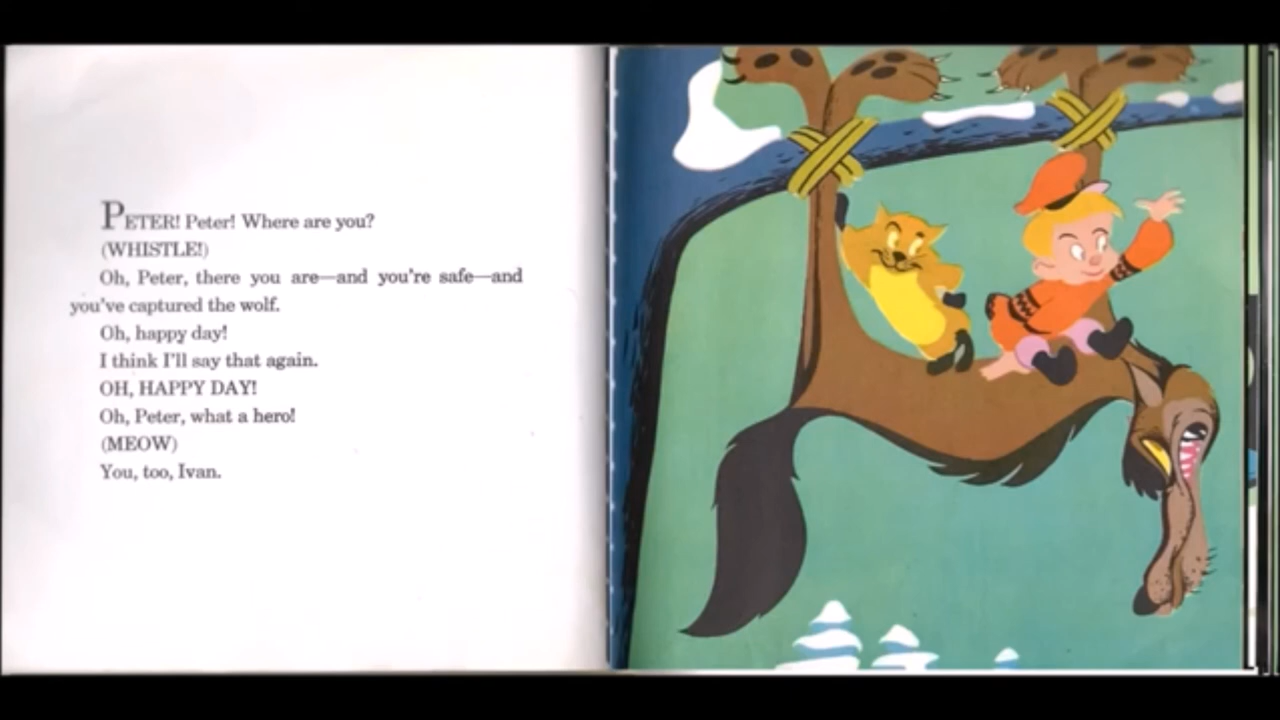 PETER! Peter! Where are you?
(WHISTLE!)
Oh, Peter, there you are—and you're safe—and
you've captured the wolf.
Oh, happy day!
I think I'll say that again.
OH, HAPPY DAY!
Oh, Peter, what a hero!
(MEOW)
You, too, Ivan.